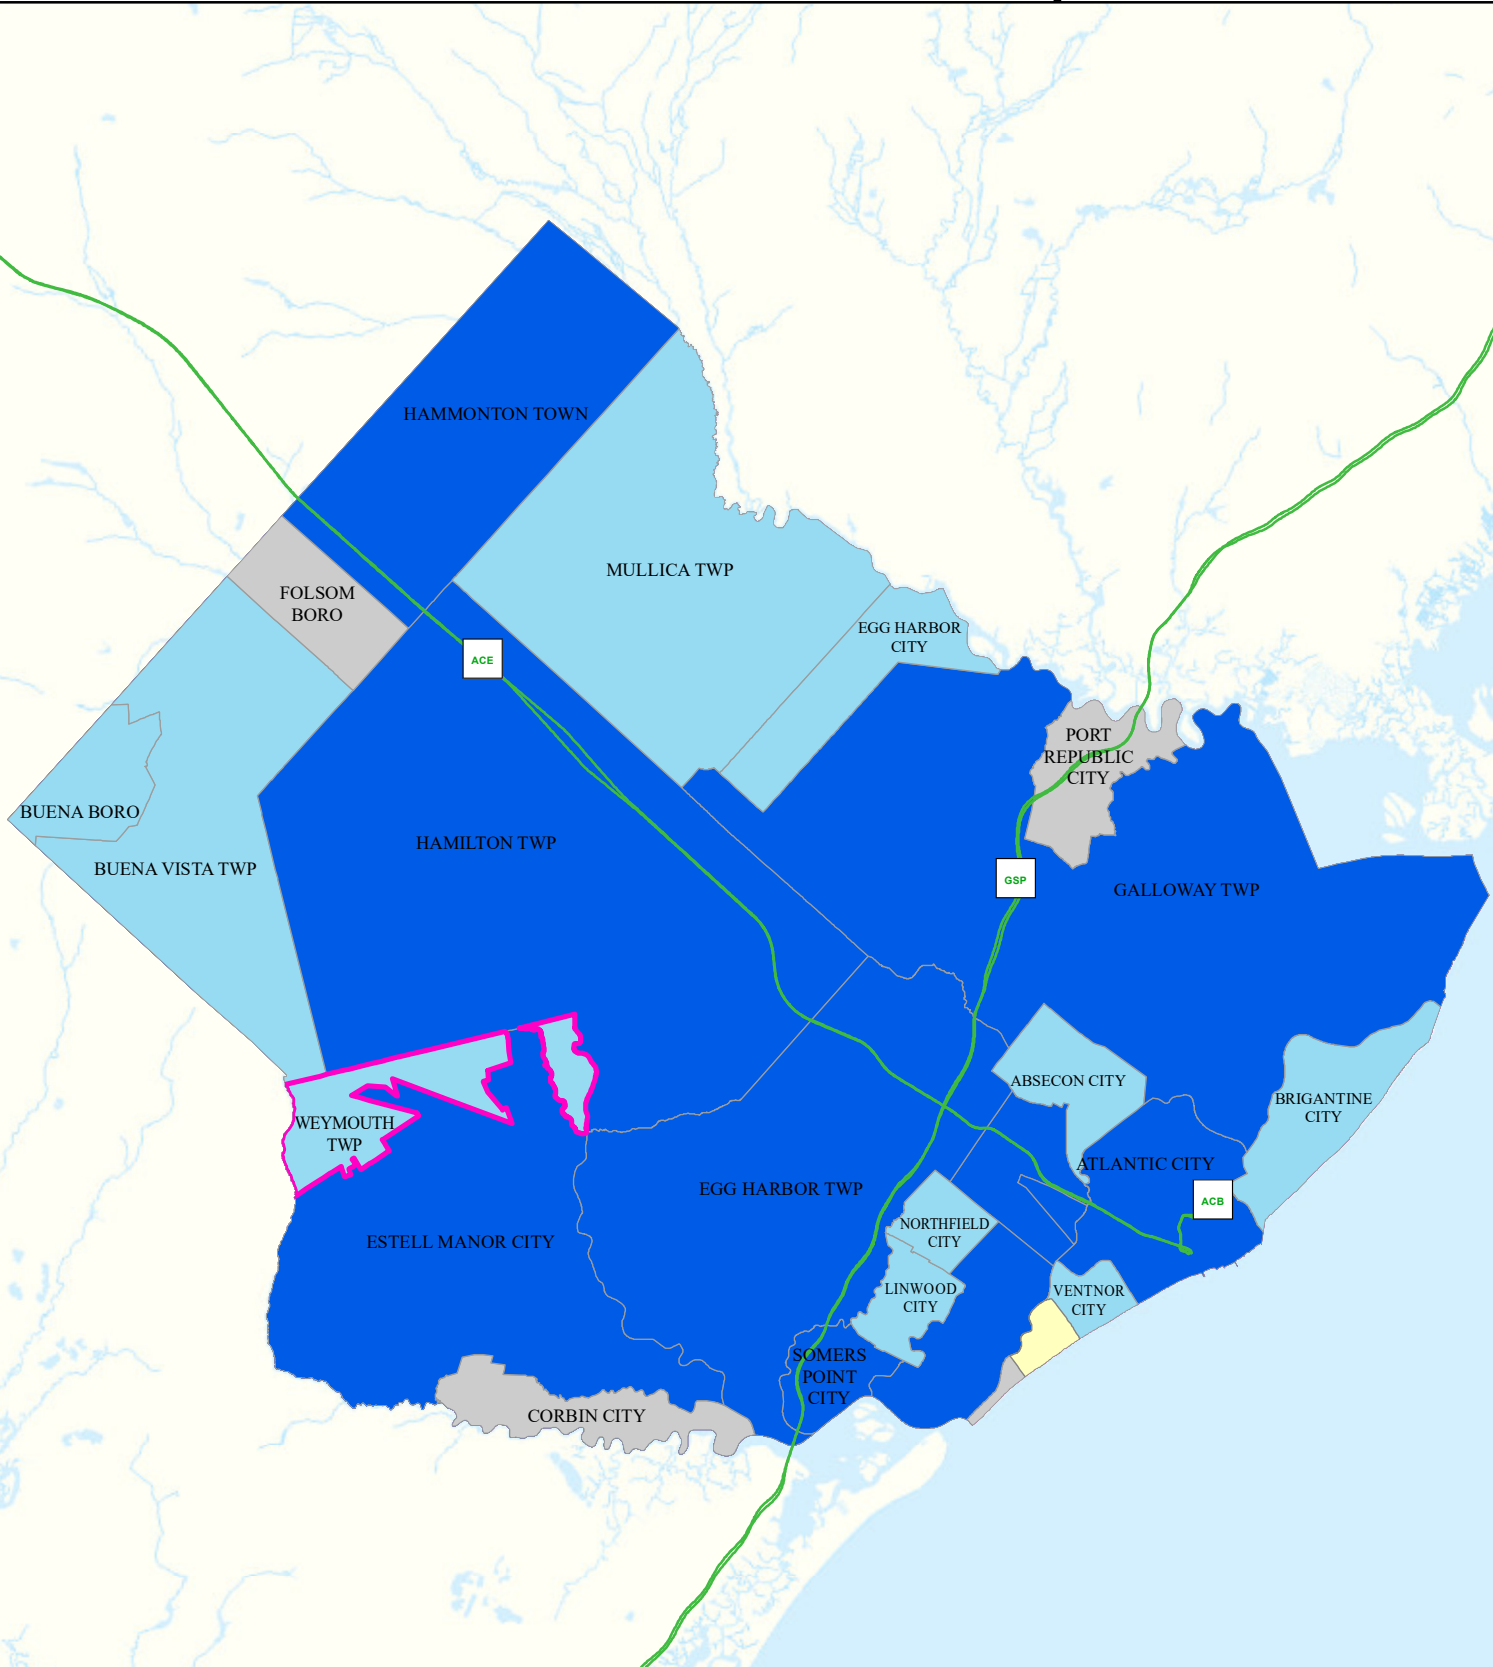 HAMMONTON TOWN
MULLICA TWP
FOLSOM
BORO
EGG HARBOR
CITY
ACE
PORT
REPUBLIC
CITY
BUENA BORO
HAMILTON TWP
BUENA VISTA TWP
GSP
GALLOWAY TWP
ABSECON CITY
BRIGANTINE
CITY
WEYMOUTH
TWP
ATLANTIC CITY
EGG HARBOR TWP
ACB
NORTHFIELD
CITY
ESTELL MANOR CITY
LINWOOD
CITY
VENTNOR
CITY
SOMERS
POINT
CITY
CORBIN CITY